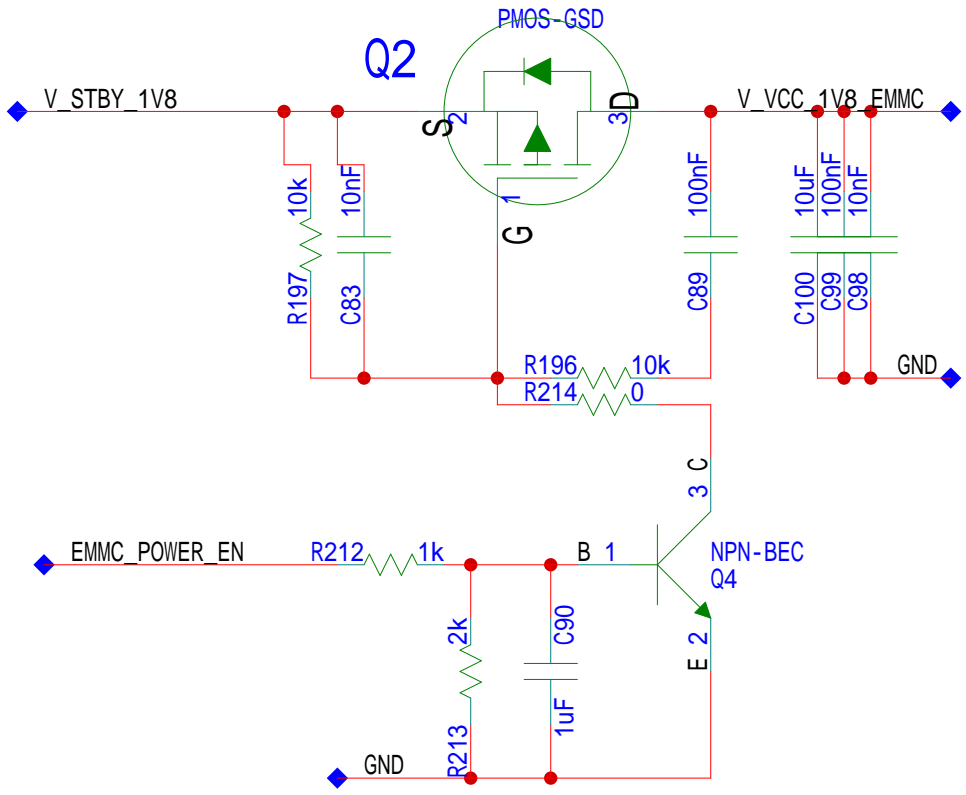 PMOS-GSD
Q2
V_STBY_1V8
S
2
3
D
V_VCC_1V8_EMMC
1
G
10k
R197
10nF
C83
100nF
C89
10uF
C100
100nF
C99
10nF
C98
R196
10k
GND
R214
0
C
3
EMMC_POWER_EN
R212
1k
B
1
NPN-BEC
Q4
2k
R213
C90
1uF
2
E
GND